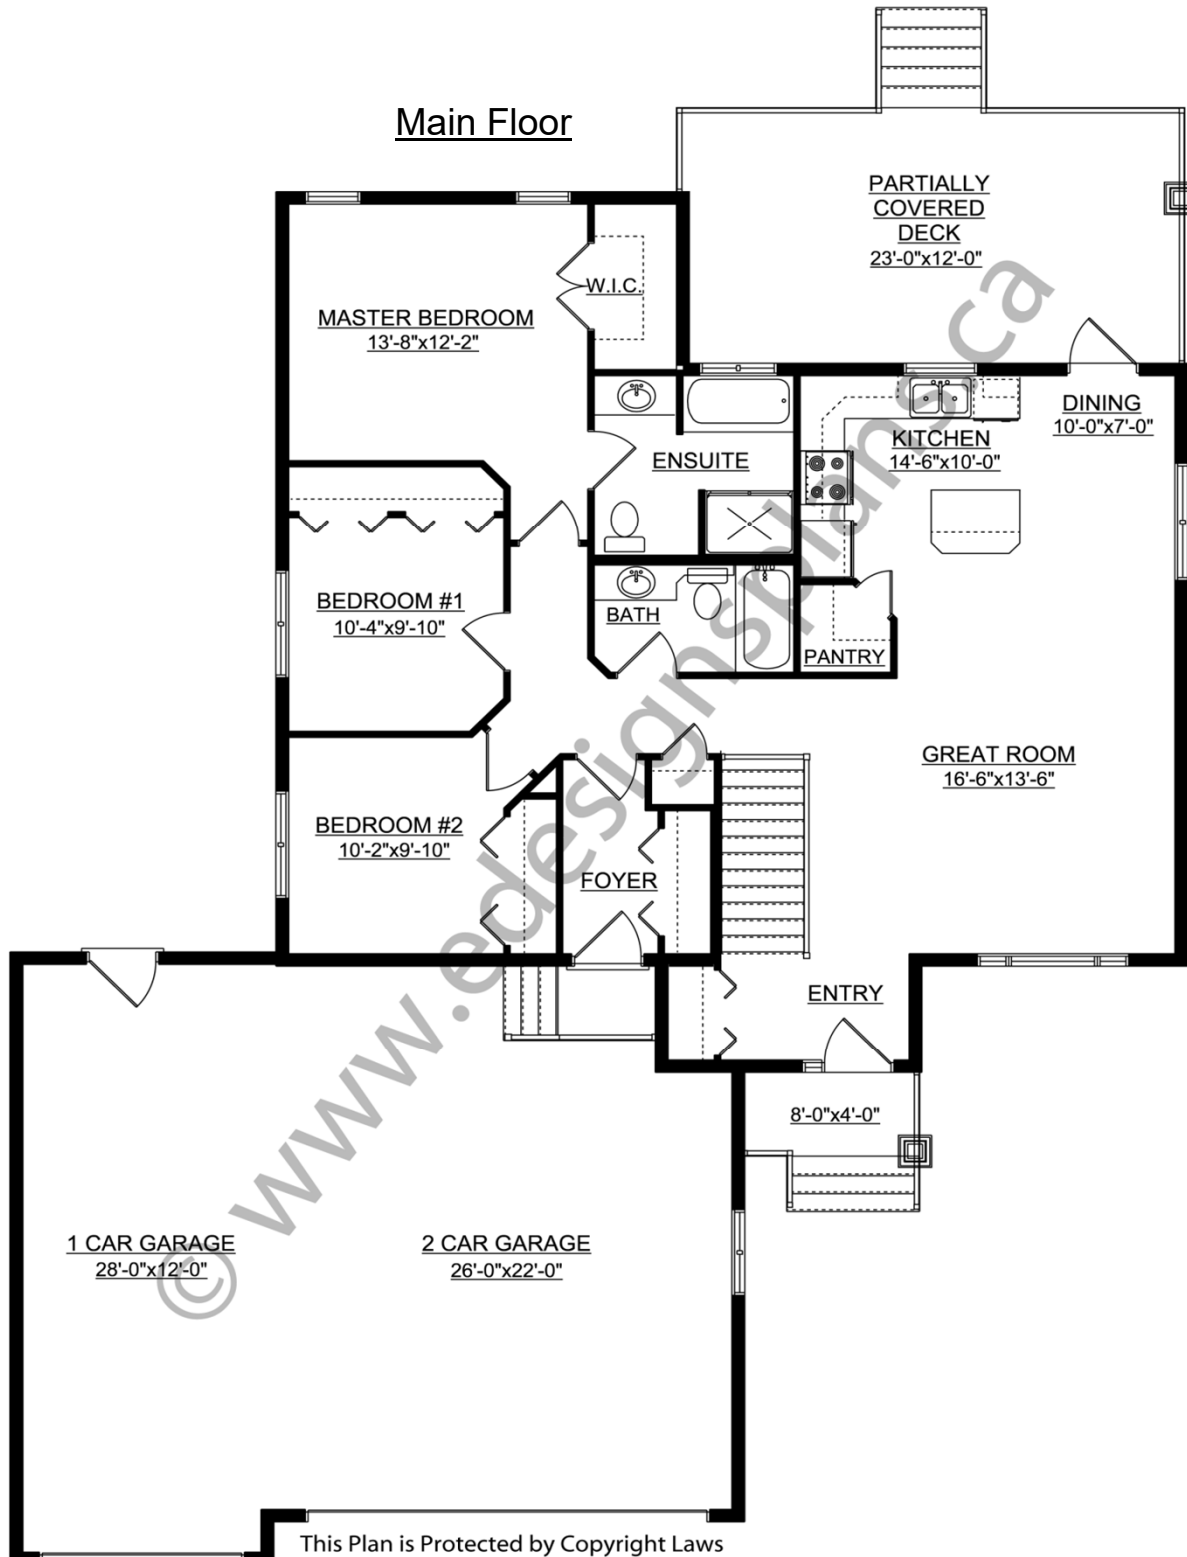 Main Floor
PARTIALLY
COVERED
DECK
23'-0"x12'-0"
W.I.C.
MASTER BEDROOM
13'-8"x12'-2"
DINING
10'-0"x7'-0"
KITCHEN
14'-6"x10'-0"
ENSUITE
BEDROOM #1
10'-4"x9'-10"
BATH
PANTRY
GREAT ROOM
16'-6"x13'-6"
BEDROOM #2
10'-2"x9'-10"
FOYER
ENTRY
8'-0"x4'-0"
1 CAR GARAGE
28'-0"x12'-0"
2 CAR GARAGE
26'-0"x22'-0"
© www.edesignsplans.ca
This Plan is Protected by Copyright Laws